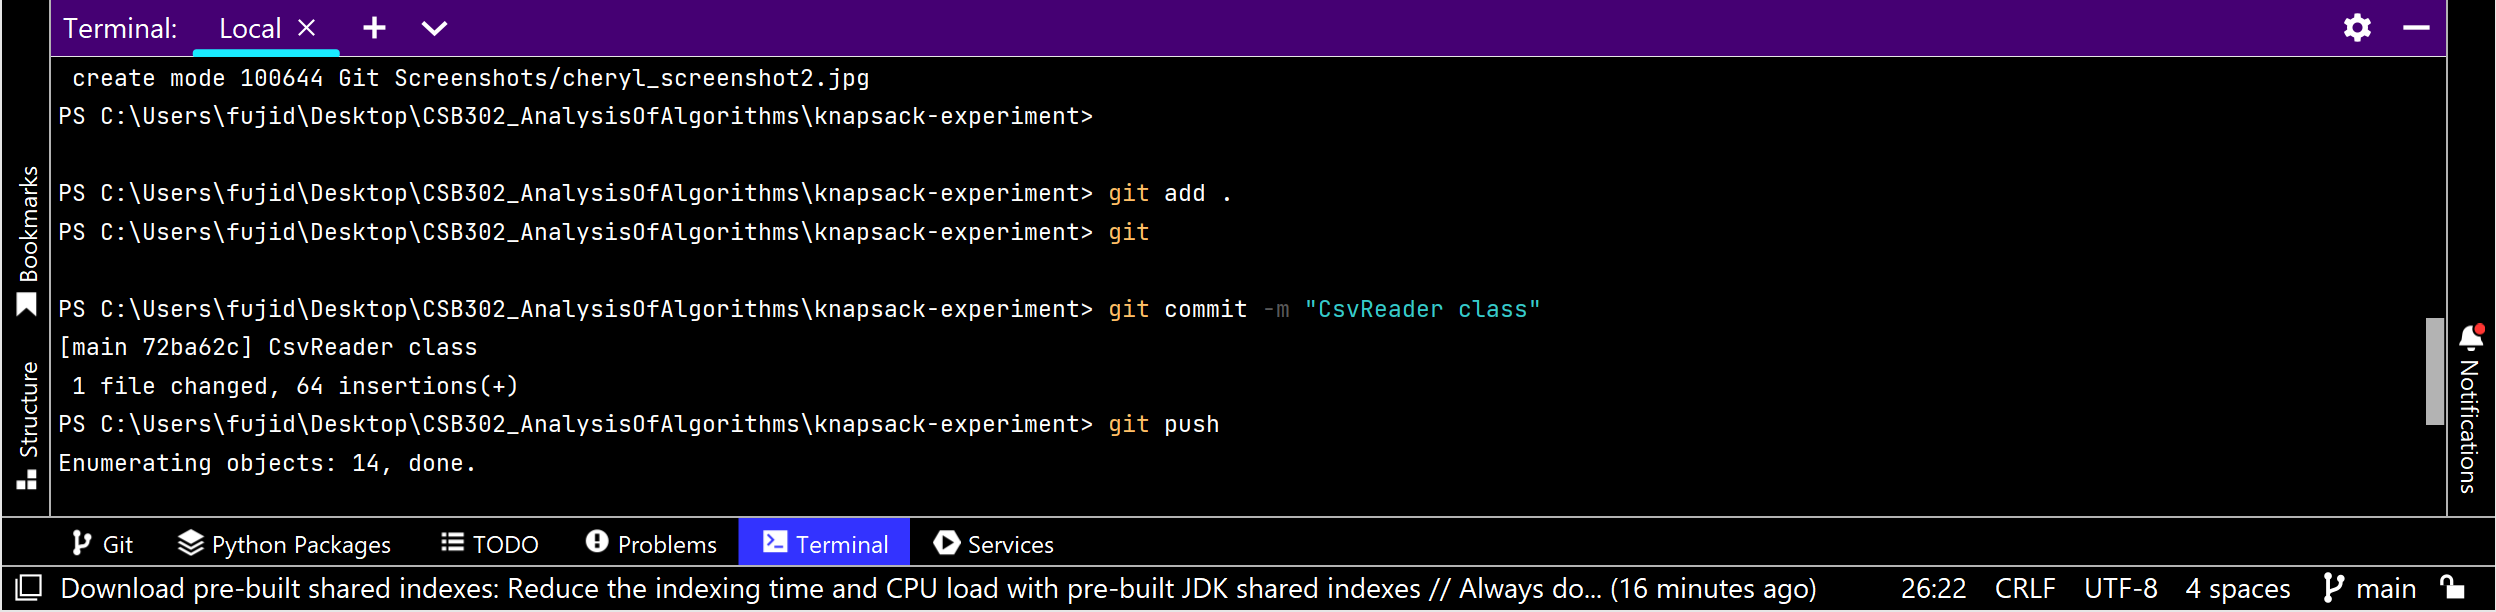 Terminal: Local
create mode 100644 Git Screenshots/cheryl_screenshot2.jpg
PS C:\Users\fujid\Desktop\CSB302_AnalysisOfAlgorithms\knapsack-experiment>
PS C:\Users\fujid\Desktop\CSB302_AnalysisOfAlgorithms\knapsack-experiment> git add .
PS C:\Users\fujid\Desktop\CSB302_AnalysisOfAlgorithms\knapsack-experiment> git
PS C:\Users\fujid\Desktop\CSB302_AnalysisOfAlgorithms\knapsack-experiment> git commit -m "CsvReader class"
[main 72ba62c] CsvReader class
1 file changed, 64 insertions(+)
PS C:\Users\fujid\Desktop\CSB302_AnalysisOfAlgorithms\knapsack-experiment> git push
Enumerating objects: 14, done.
Bookmarks
Structure
Notifications
Git Python Packages TODO Problems Terminal Services
Download pre-built shared indexes: Reduce the indexing time and CPU load with pre-built JDK shared indexes // Always do... (16 minutes ago) 26:22 CRLF UTF-8 4 spaces main